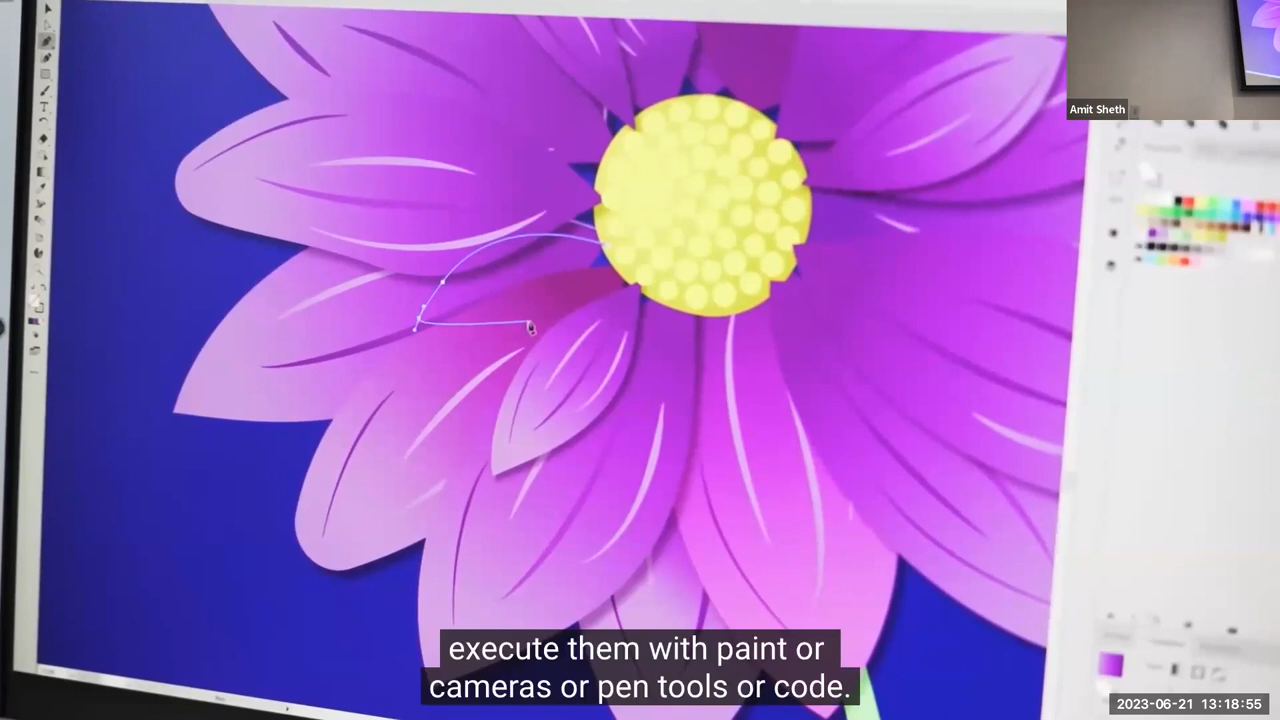 Amit Sheth
execute them with paint or
cameras or pen tools or code.
2023-06-21 13:18:55